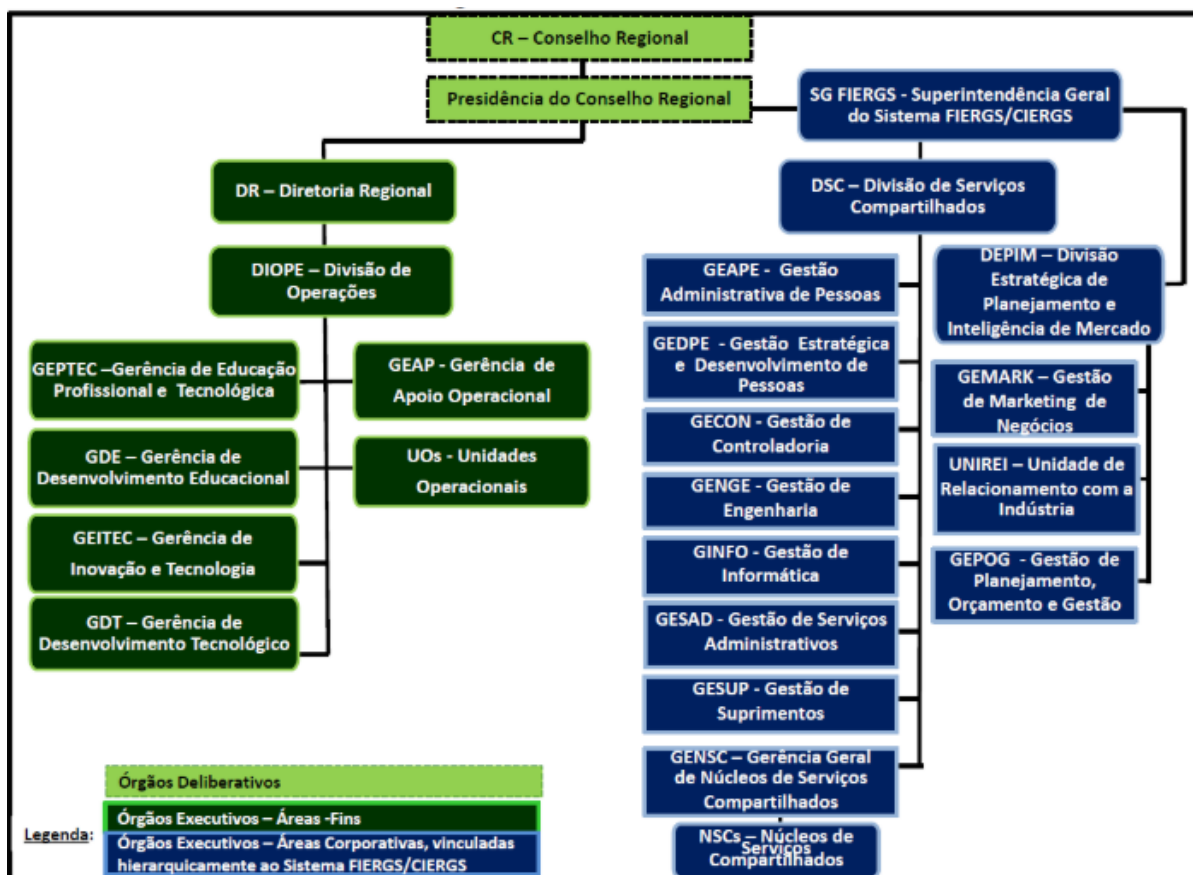 CR – Conselho Regional
Presidência do Conselho Regional
SG FIERGS - Superintendência Geral
do Sistema FIERGS/CIERGS
DR – Diretoria Regional
DSC – Divisão de Serviços
Compartilhados
DIOPE – Divisão de
Operações
GEPTEC –Gerência de Educação
Profissional e Tecnológica
GEAP - Gerência de
Apoio Operacional
GDE – Gerência de
Desenvolvimento Educacional
UOs - Unidades
Operacionais
GEITEC – Gerência de
Inovação e Tecnologia
GDT – Gerência de
Desenvolvimento Tecnológico
GEAPE - Gestão
Administrativa de Pessoas
GEDPE - Gestão Estratégica
e Desenvolvimento de
Pessoas
GECON - Gestão de
Controladoria
GENGE - Gestão de
Engenharia
GINFO - Gestão de
Informática
GESAD - Gestão de Serviços
Administrativos
GESUP - Gestão de
Suprimentos
GENSC – Gerência Geral
de Núcleos de Serviços
Compartilhados
NSCs – Núcleos de
Serviços
Compartilhados
DEPIM – Divisão
Estratégica de
Planejamento e
Inteligência de Mercado
GEMARK – Gestão
de Marketing de
Negócios
UNIREI – Unidade de
Relacionamento com a
Indústria
GEPOG - Gestão de
Planejamento,
Orçamento e Gestão
Legenda:
Órgãos Deliberativos
Órgãos Executivos – Áreas -Fins
Órgãos Executivos – Áreas Corporativas, vinculadas
hierarquicamente ao Sistema FIERGS/CIERGS